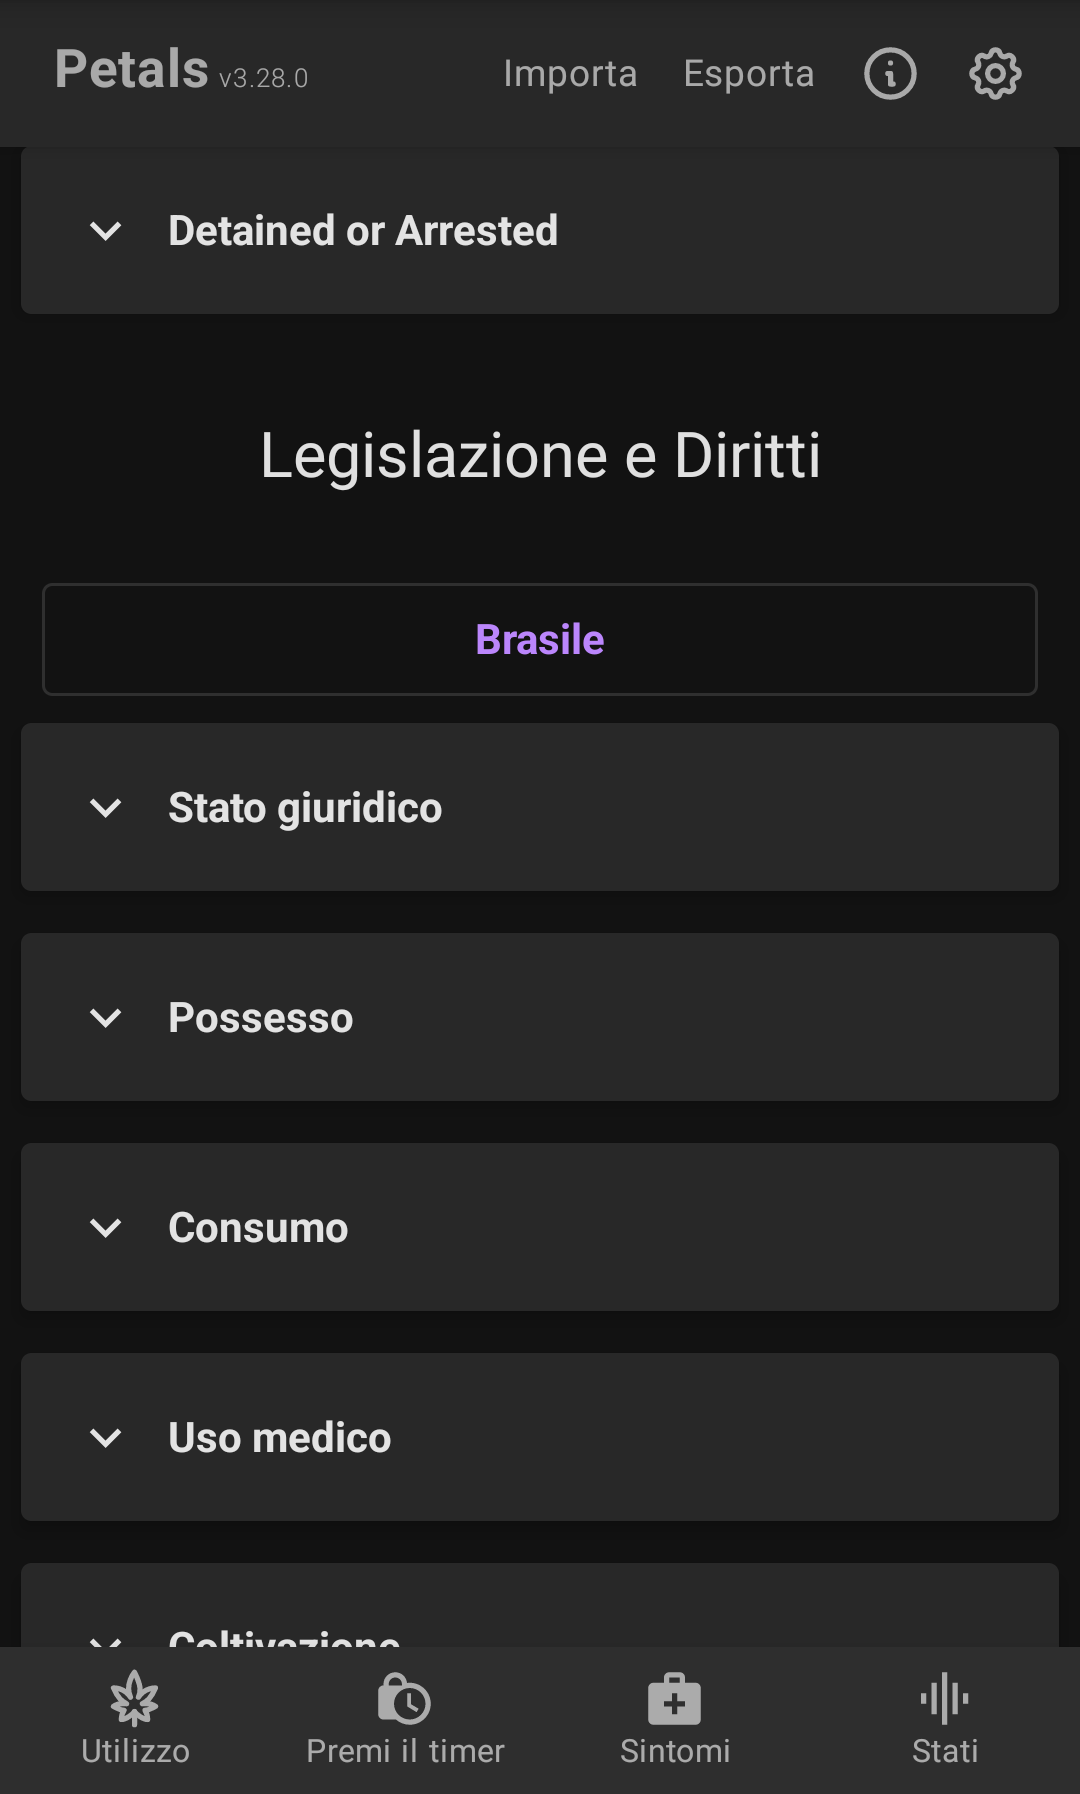 Petals v3.28.0
Importa
Esporta
Detained or Arrested
Legislazione e Diritti
Brasile
Stato giuridico
Possesso
Consumo
Uso medico
Coltivazione
Utilizzo
Premi il timer
Sintomi
Stati